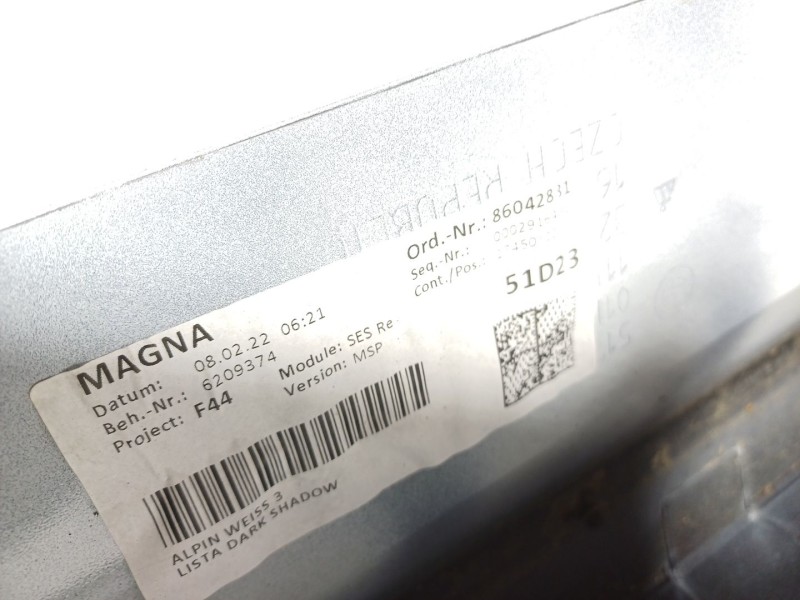 CZECH REPUBLIC
MAGNA
Datum: 08.02.22 06:21
Beh.-Nr.: 6209374
Project: F44
Module: SES Re
Version: MSP
Ord.-Nr.: 86042831
Seq.-Nr.:
Cont./Pos.:
51D23
ALPIN WEISS 3
LISTA DARK SHADOW